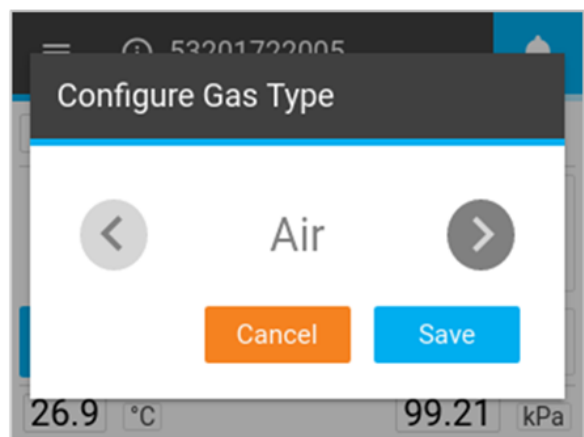 53201722005
Configure Gas Type
Air
Cancel Save
26.9 °C 99.21 kPa